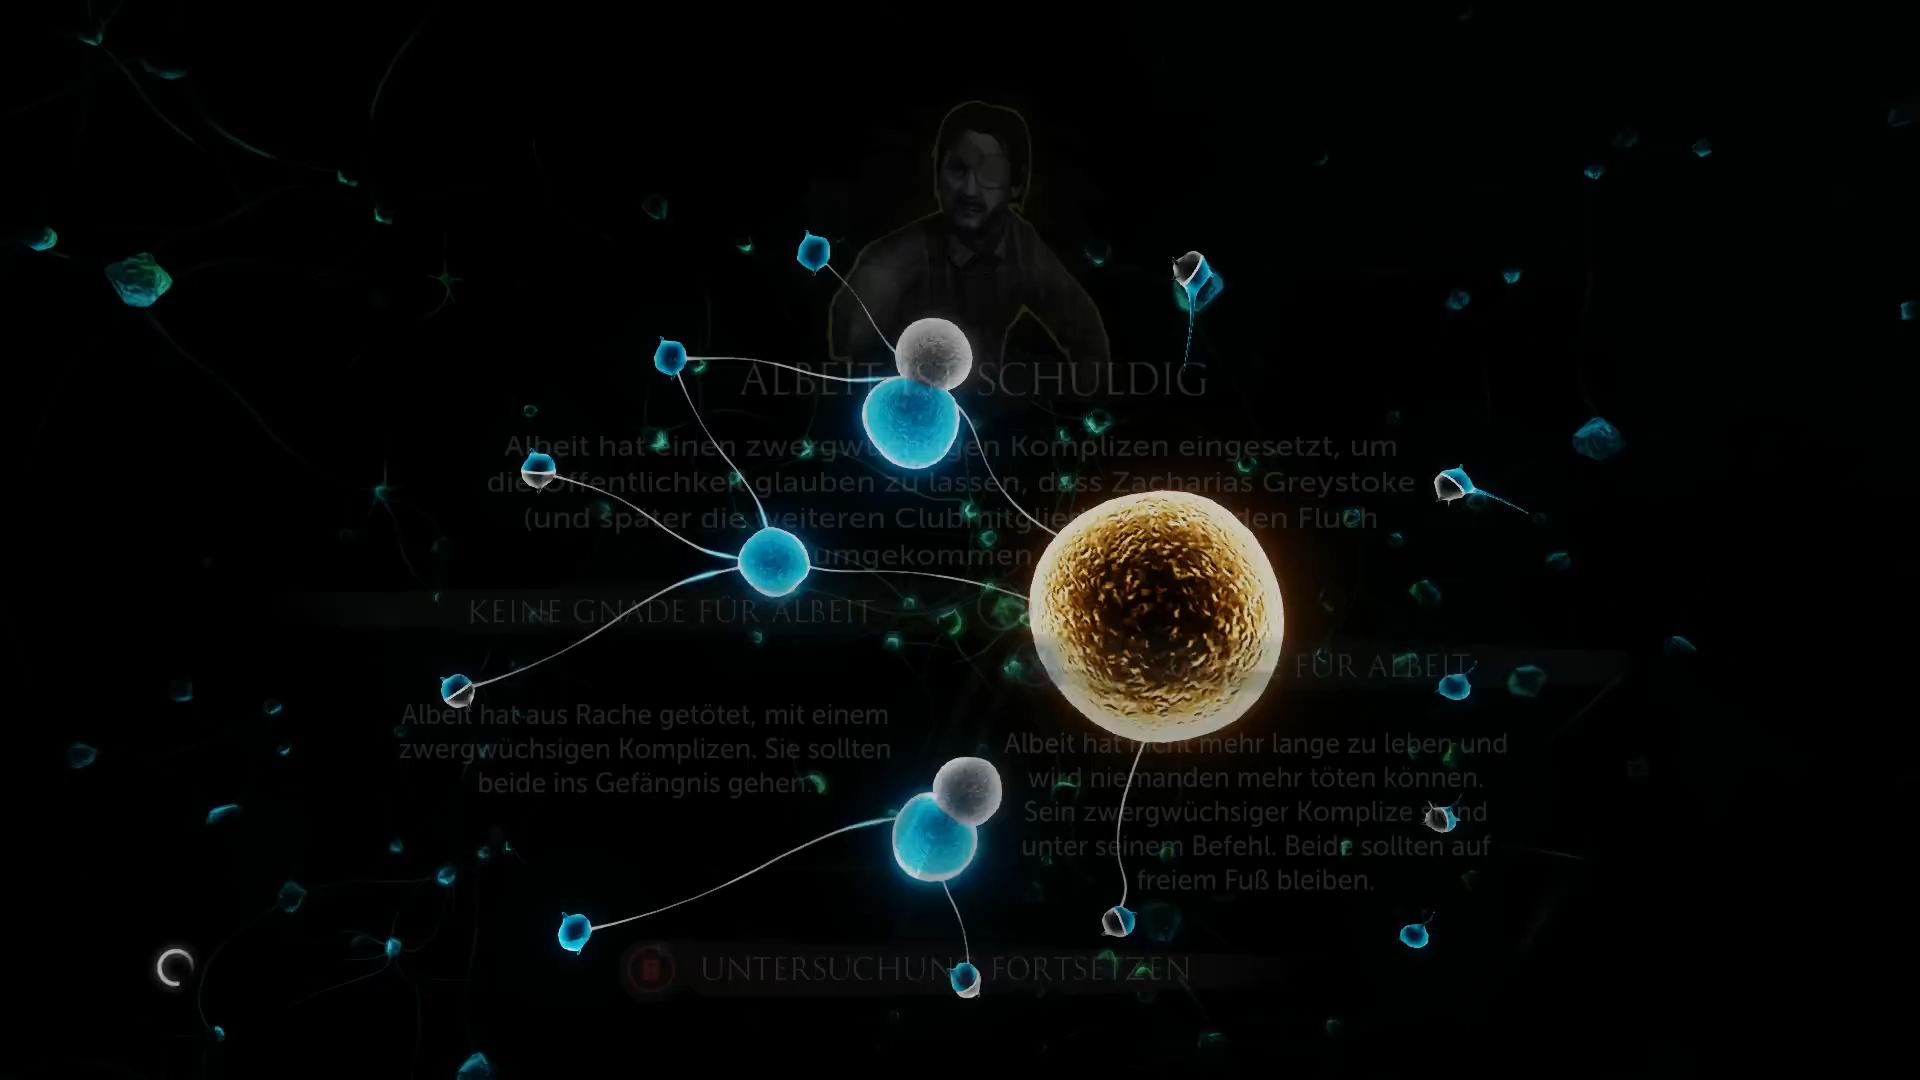 ALBEIT IST SCHULDIG
Albeit hat einen zwergwüchsigen Komplizen eingesetzt, um
die Öffentlichkeit glauben zu lassen, dass Zacharias Greystoke
(und später die weiteren Clubmitglieder) den Fluch
umgekommen
KEINE GNADE FÜR ALBEIT
Albeit hat aus Rache getötet, mit einem
zwergwüchsigen Komplizen. Sie sollten
beide ins Gefängnis gehen.
FÜR ALBEIT
Albeit hat nicht mehr lange zu leben und
wird niemanden mehr töten können.
Sein zwergwüchsiger Komplize stand
unter seinem Befehl. Beide sollten auf
freiem Fuß bleiben.
B UNTERSUCHUNG FORTSETZEN